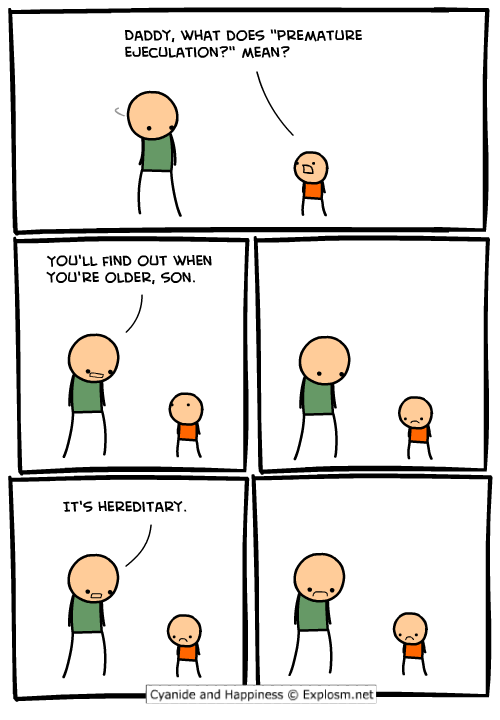 DADDY, WHAT DOES "PREMATURE
EJECULATION?" MEAN?
YOU'LL FIND OUT WHEN
YOU'RE OLDER, SON.
IT'S HEREDITARY.
Cyanide and Happiness © Explosm.net